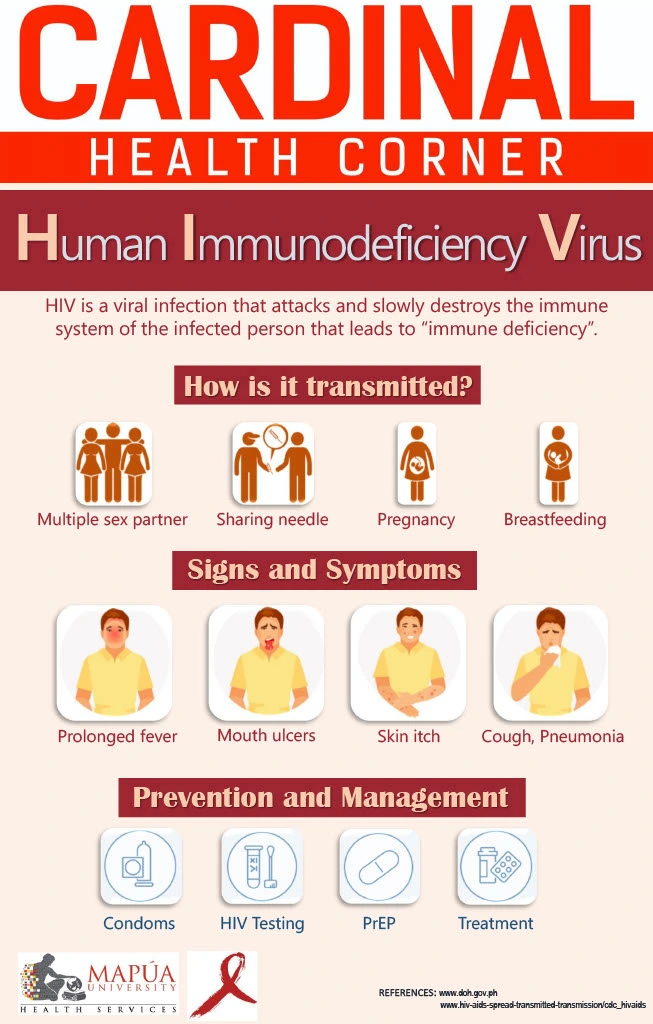 CARDINAL
HEALTH CORNER
Human Immunodeficiency Virus
HIV is a viral infection that attacks and slowly destroys the immune
system of the infected person that leads to “immune deficiency”.
How is it transmitted?
Multiple sex partner
Sharing needle
Pregnancy
Breastfeeding
Signs and Symptoms
Prolonged fever
Mouth ulcers
Skin itch
Cough, Pneumonia
Prevention and Management
Condoms
HIV Testing
PrEP
Treatment
MAPÚA
UNIVERSITY
HEALTH SERVICES
REFERENCES: www.doh.gov.ph
www.hiv-aids-spread-transmitted-transmission/cdc_hivaids